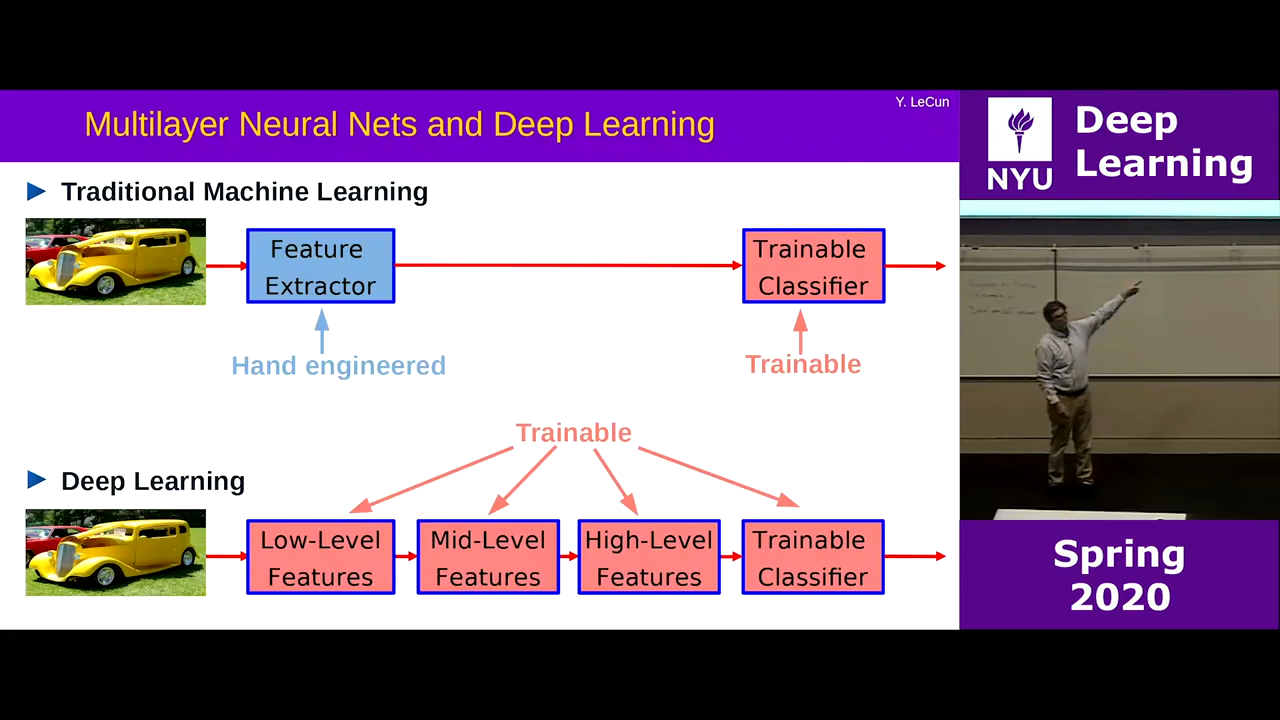 Y. LeCun
Multilayer Neural Nets and Deep Learning
Traditional Machine Learning
Feature
Extractor
Trainable
Classifier
Hand engineered
Trainable
Trainable
Deep Learning
Low-Level
Features
Mid-Level
Features
High-Level
Features
Trainable
Classifier
NYU
Deep
Learning
Spring
2020